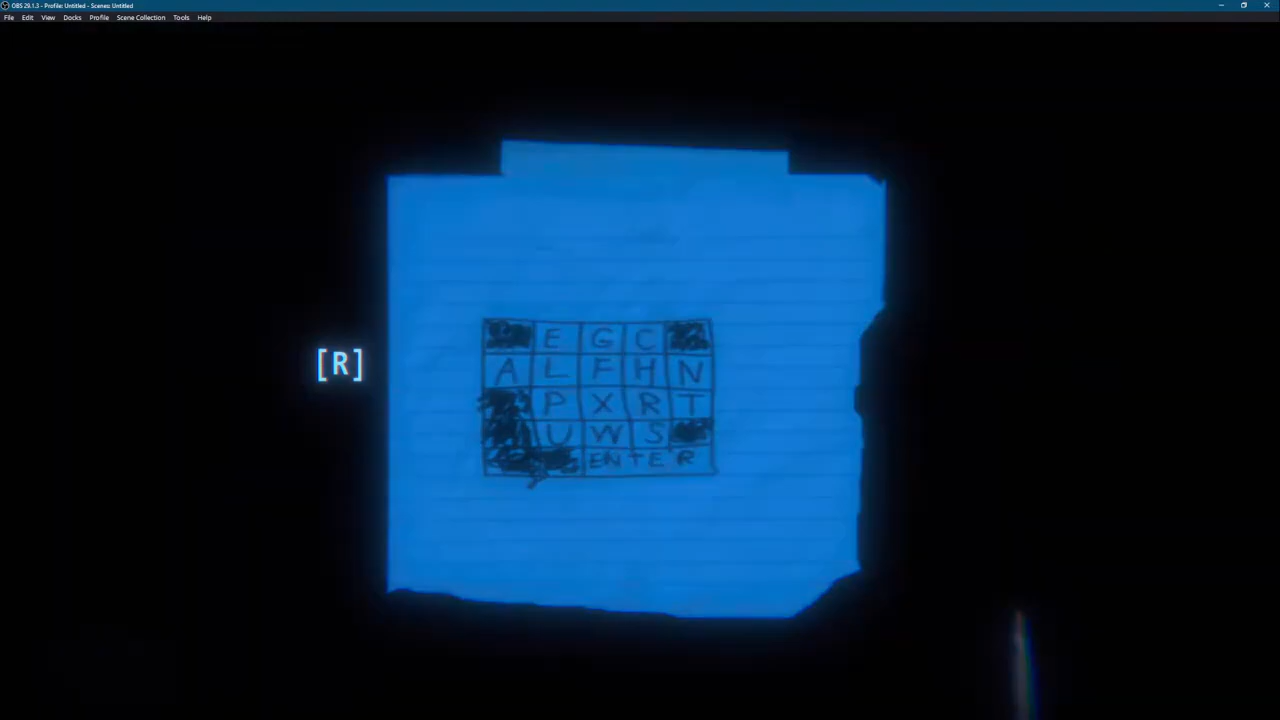 OBS 29.1.3 - Profile: Untitled - Scenes: Untitled
File Edit View Docks Profile Scene Collection Tools Help
E G C
[R]
A L F H N
P X R T
U W S
ENTER